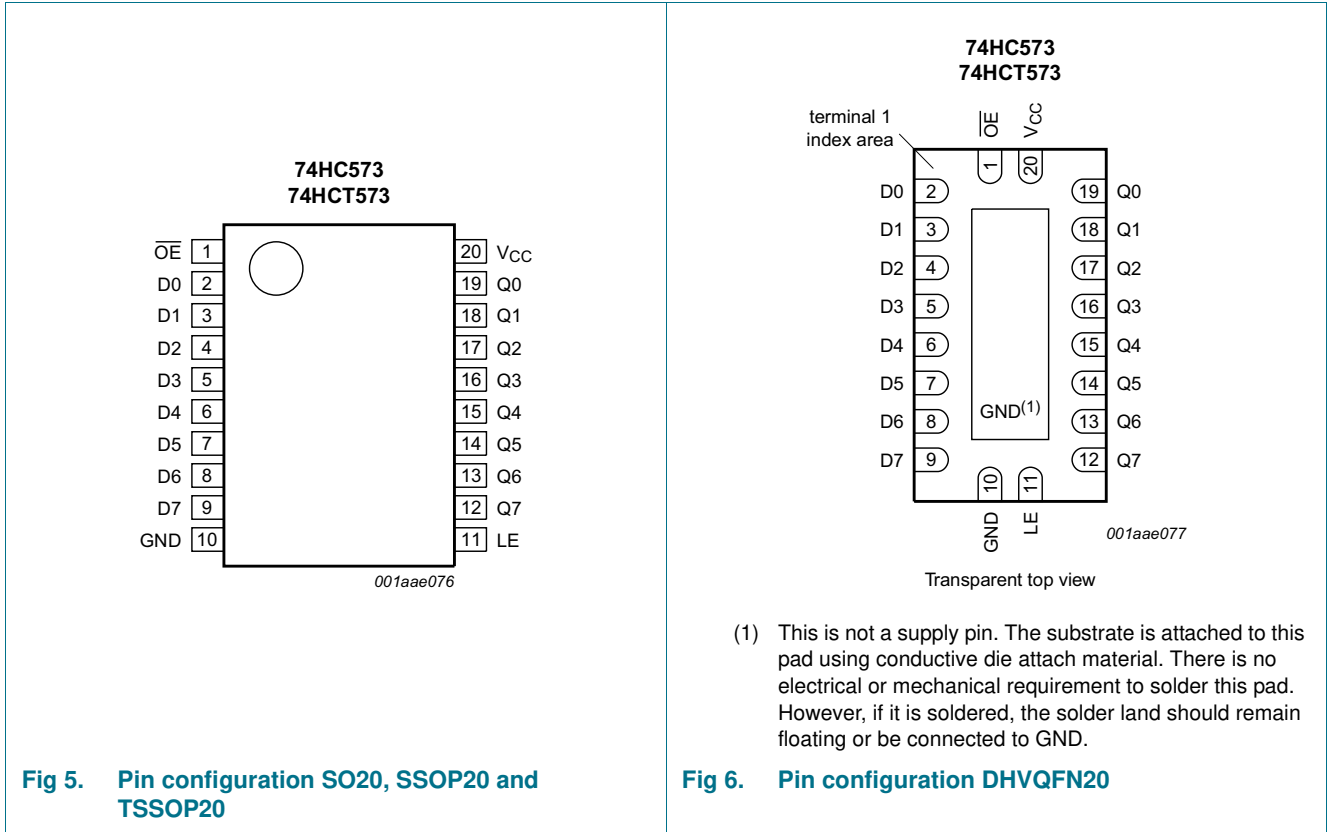 74HC573
74HCT573
OE 1
D0 2
D1 3
D2 4
D3 5
D4 6
D5 7
D6 8
D7 9
GND 10
20 VCC
19 Q0
18 Q1
17 Q2
16 Q3
15 Q4
14 Q5
13 Q6
12 Q7
11 LE
001aae076
Fig 5. Pin configuration SO20, SSOP20 and
TSSOP20
74HC573
74HCT573
terminal 1
index area
OE
VCC
1
20
D0 2
D1 3
D2 4
D3 5
D4 6
D5 7
D6 8
D7 9
19 Q0
18 Q1
17 Q2
16 Q3
15 Q4
14 Q5
13 Q6
12 Q7
GND(1)
10
11
GND
LE
001aae077
Transparent top view
(1) This is not a supply pin. The substrate is attached to this
pad using conductive die attach material. There is no
electrical or mechanical requirement to solder this pad.
However, if it is soldered, the solder land should remain
floating or be connected to GND.
Fig 6. Pin configuration DHVQFN20